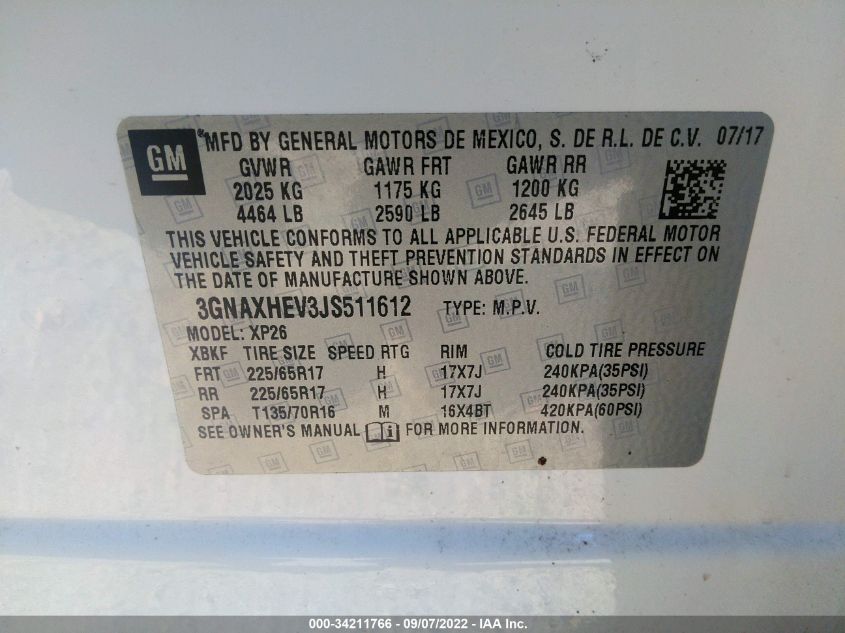 GM
MFD BY GENERAL MOTORS DE MEXICO, S. DE R.L. DE C.V. 07/17
GVWR GAWR FRT GAWR RR
2025 KG 1175 KG 1200 KG
4464 LB 2590 LB 2645 LB
THIS VEHICLE CONFORMS TO ALL APPLICABLE U.S. FEDERAL MOTOR
VEHICLE SAFETY AND THEFT PREVENTION STANDARDS IN EFFECT ON
THE DATE OF MANUFACTURE SHOWN ABOVE.
3GNAXHEV3JS511612 TYPE: M.P.V.
MODEL: XP26
XBKF TIRE SIZE SPEED RTG RIM COLD TIRE PRESSURE
FRT 225/65R17 H 17X7J 240KPA(35PSI)
RR 225/65R17 H 17X7J 240KPA(35PSI)
SPA T135/70R16 M 16X4BT 420KPA(60PSI)
SEE OWNER'S MANUAL i FOR MORE INFORMATION.
000-34211766 - 09/07/2022 - IAA Inc.